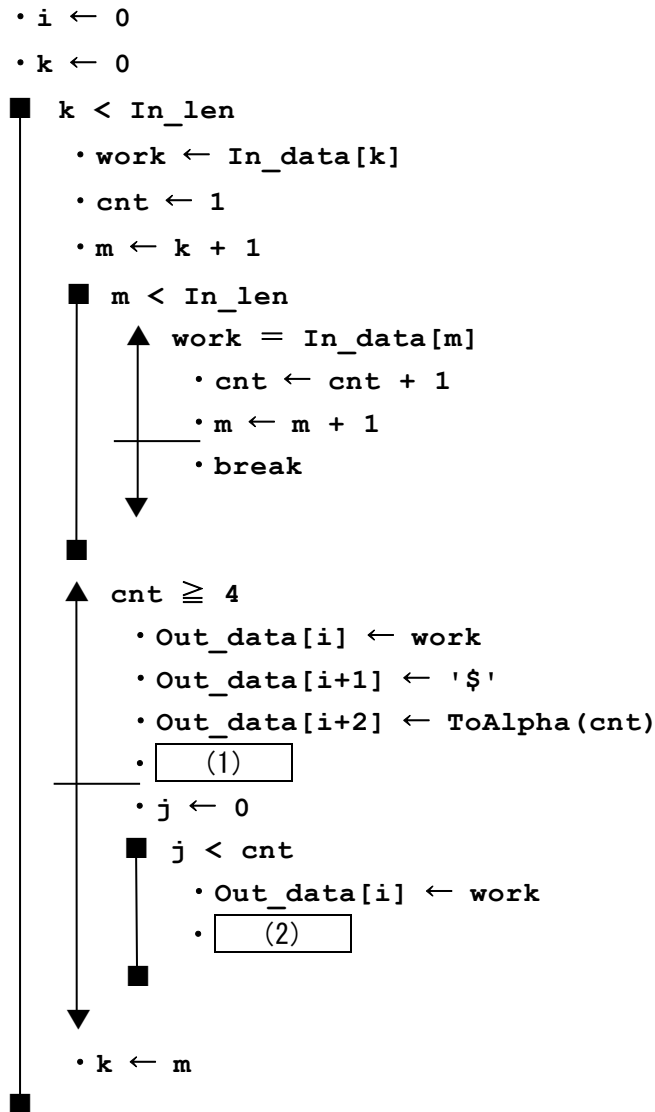 ・i ← 0
・k ← 0
■ k < In_len
・work ← In_data[k]
・cnt ← 1
・m ← k + 1
■ m < In_len
▲ work ＝ In_data[m]
・cnt ← cnt + 1
・m ← m + 1
・break
▼
■
▲ cnt ≧ 4
・Out_data[i] ← work
・Out_data[i+1] ← '$'
・Out_data[i+2] ← ToAlpha(cnt)
・(1)
・j ← 0
■ j < cnt
・Out_data[i] ← work
・(2)
■
▼
・k ← m
■